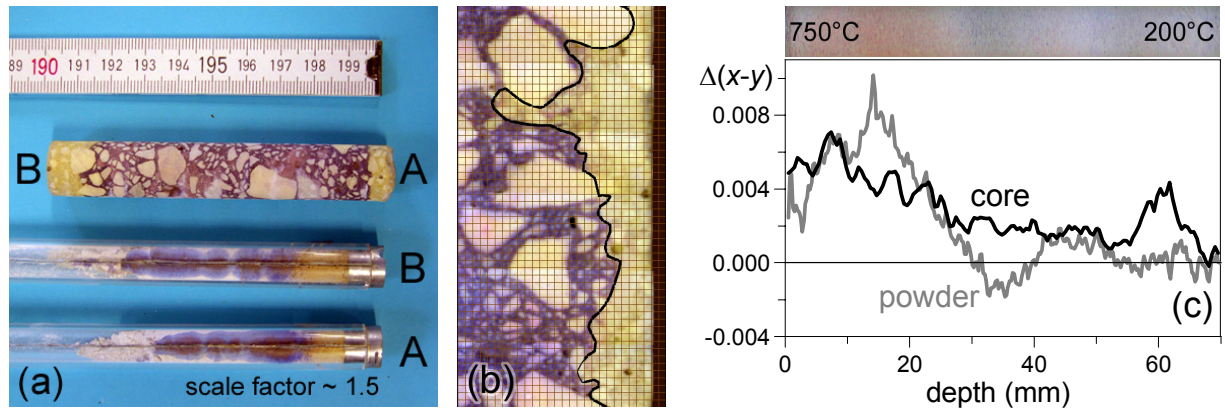 89 190 191 192 193 194 195 196 197 198 199
B A
B
A
(a) scale factor ~ 1.5
(b)
750°C 200°C
Δ(x-y)
0.008
0.004
0.000
-0.004
core
powder
(c)
0 20 40 60
depth (mm)